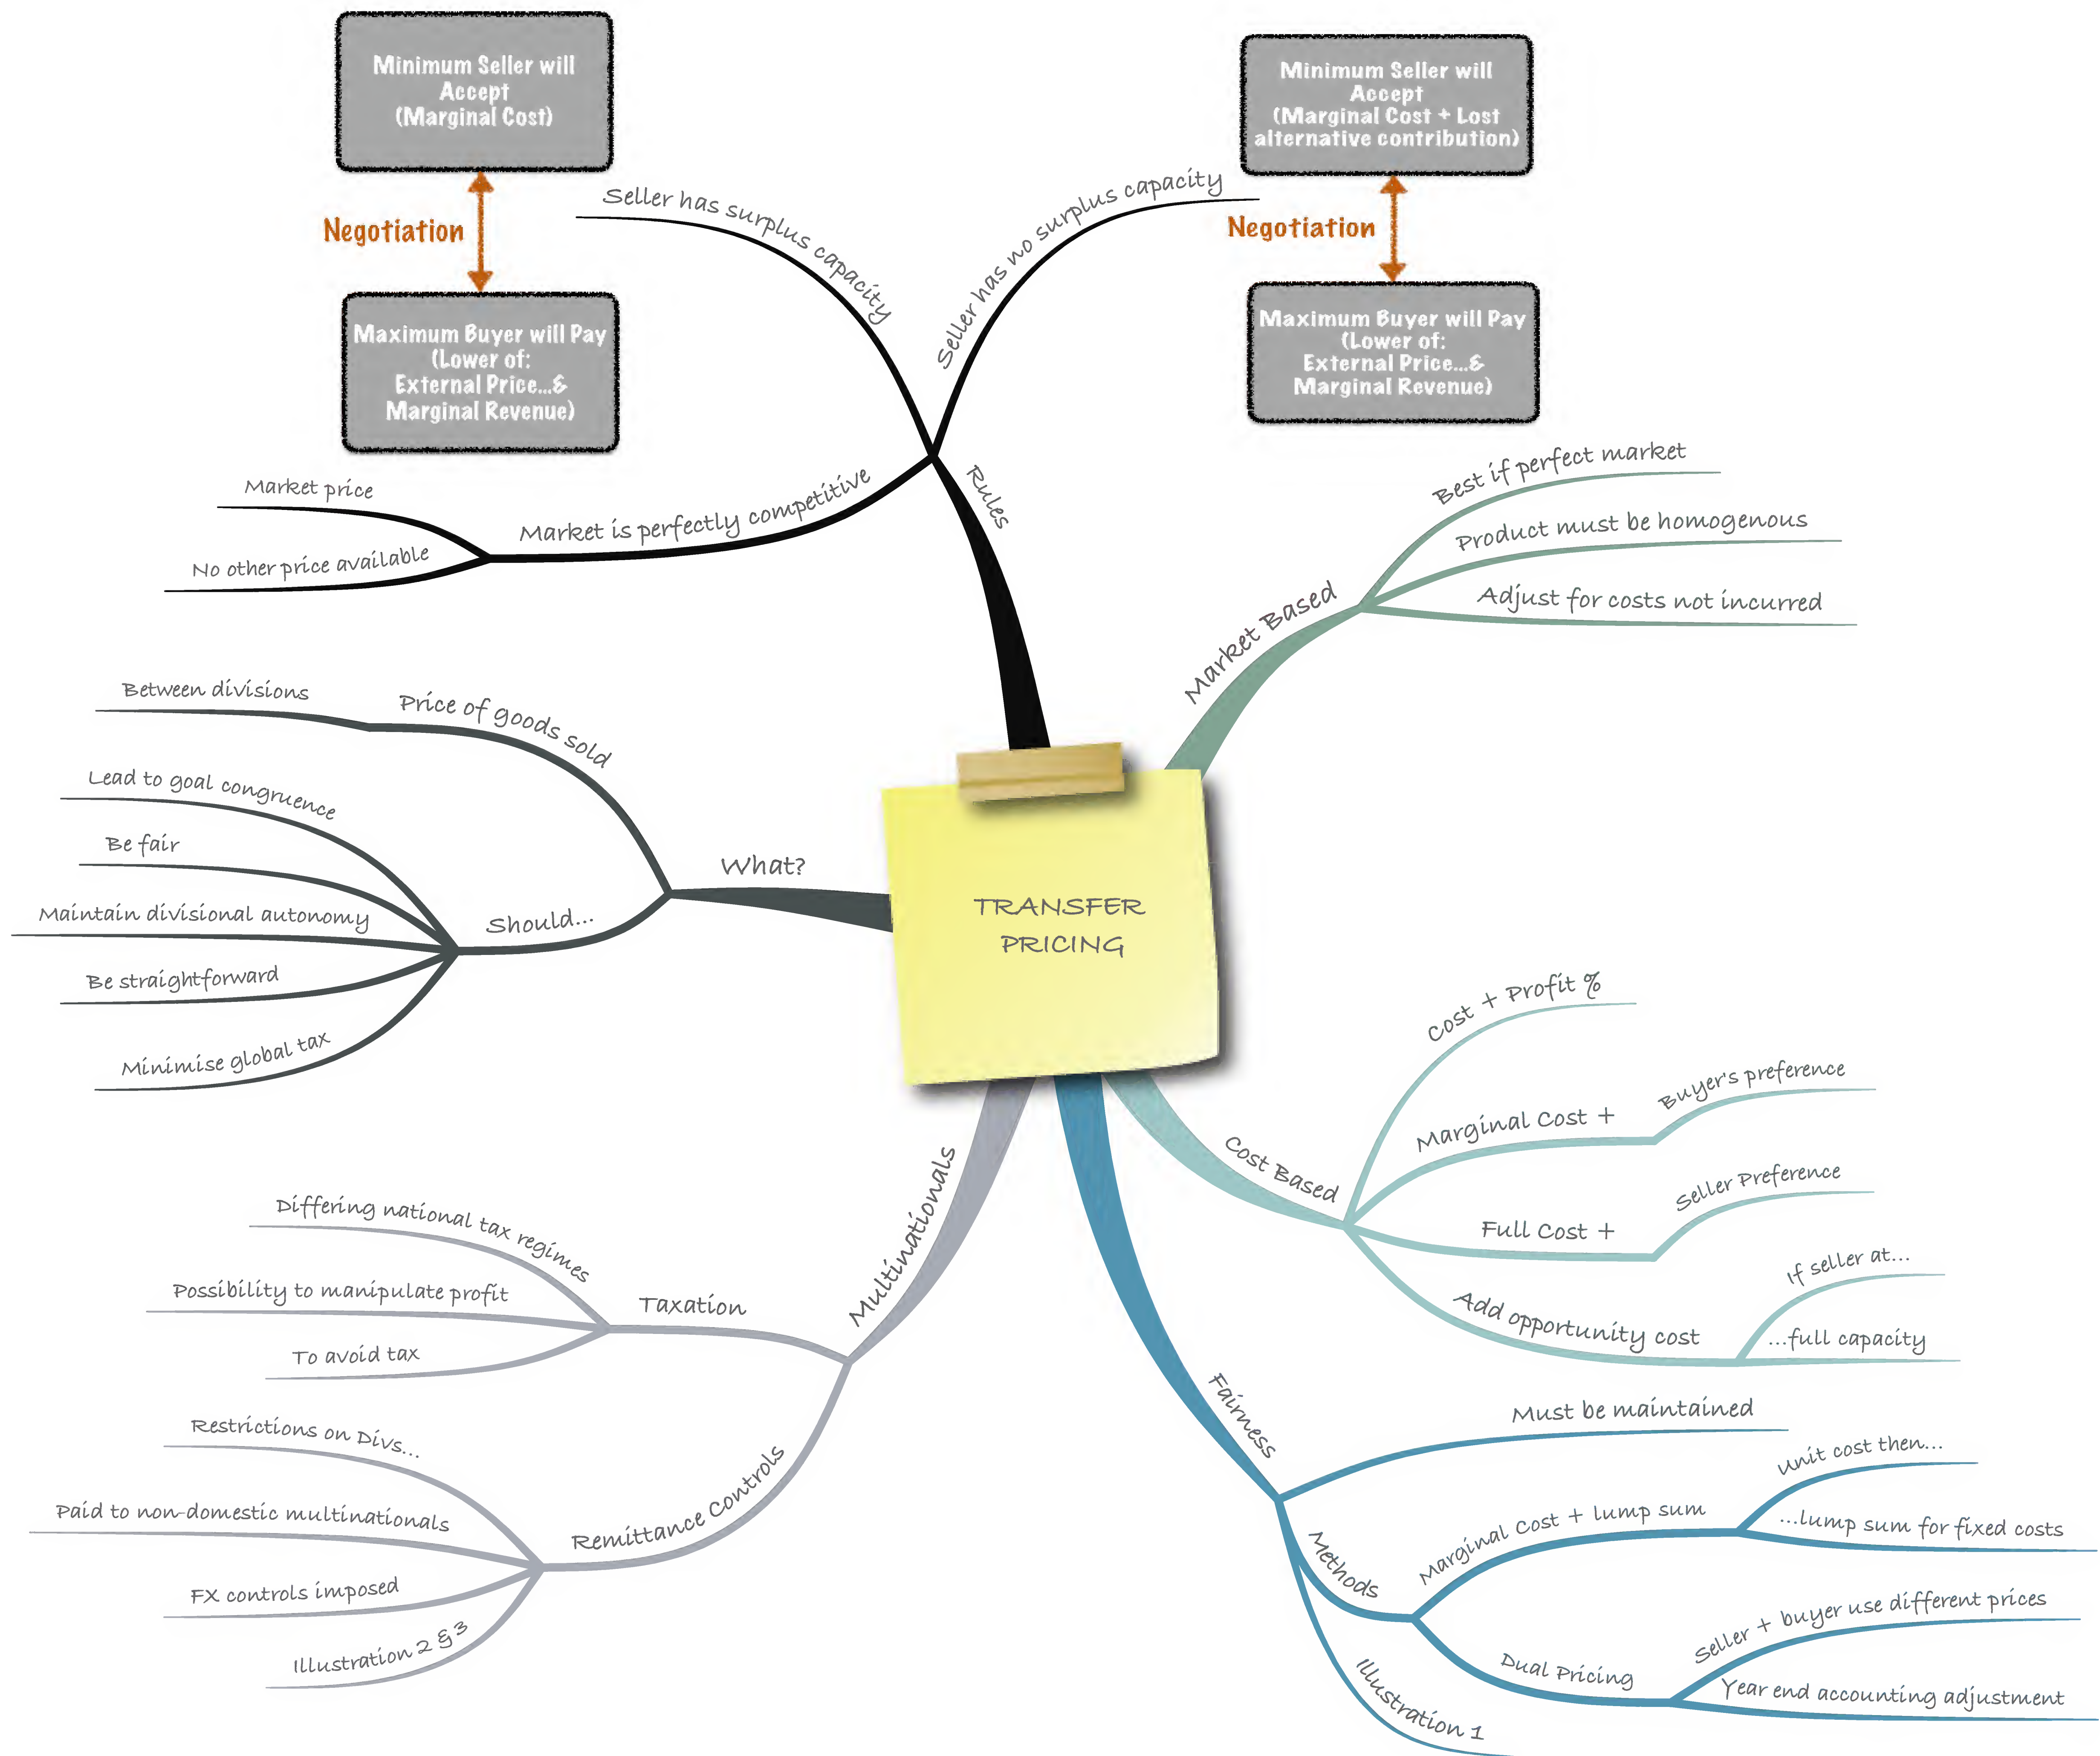 Minimum Seller will
Accept
(Marginal Cost)
Negotiation
Maximum Buyer will Pay
(Lower of:
External Price...&
Marginal Revenue)
Seller has surplus capacity
Minimum Seller will
Accept
(Marginal Cost + Lost
alternative contribution)
Negotiation
Maximum Buyer will Pay
(Lower of:
External Price...&
Marginal Revenue)
Seller has no surplus capacity
Rules
Market is perfectly competitive
Market price
No other price available
Market Based
Best if perfect market
Product must be homogenous
Adjust for costs not incurred
What?
Price of goods sold
Between divisions
Should...
Lead to goal congruence
Be fair
Maintain divisional autonomy
Be straightforward
Minimise global tax
TRANSFER
PRICING
Cost Based
Cost + Profit %
Marginal Cost +
Buyer's preference
Full Cost +
Seller Preference
Add opportunity cost
If seller at...
...full capacity
Multinationals
Taxation
Differing national tax regimes
Possibility to manipulate profit
To avoid tax
Remittance Controls
Restrictions on Divs...
Paid to non-domestic multinationals
FX controls imposed
Illustration 2 & 3
Fairness
Must be maintained
Methods
Marginal Cost + lump sum
Unit cost then...
...lump sum for fixed costs
Dual Pricing
Seller + buyer use different prices
Year end accounting adjustment
Illustration 1